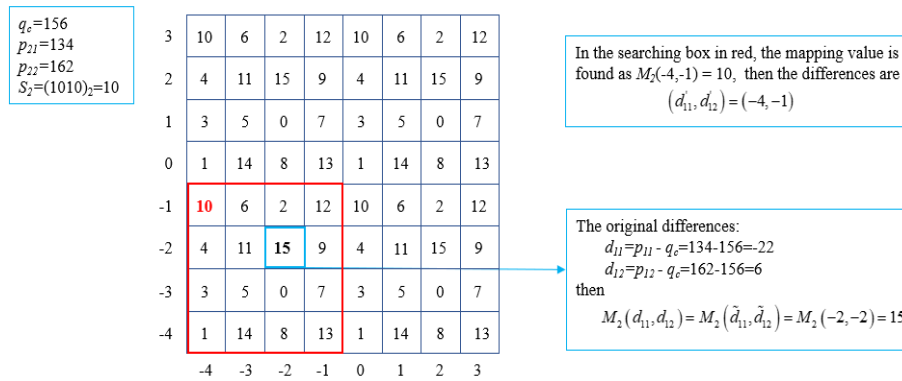 q_c=156
p_21=134
p_22=162
S_2=(1010)_2=10
3 10 6 2 12 10 6 2 12
2 4 11 15 9 4 11 15 9
1 3 5 0 7 3 5 0 7
0 1 14 8 13 1 14 8 13
-1 10 6 2 12 10 6 2 12
-2 4 11 15 9 4 11 15 9
-3 3 5 0 7 3 5 0 7
-4 1 14 8 13 1 14 8 13
-4 -3 -2 -1 0 1 2 3
In the searching box in red, the mapping value is
found as M_2(-4,-1) = 10, then the differences are
(d'_11, d'_12) = (-4, -1)
The original differences:
d_11=p_11 - q_c=134-156=-22
d_12=p_12 - q_c=162-156=6
then
M_2(d_11, d_12) = M_2(d̃_11, d̃_12) = M_2(-2, -2) = 15